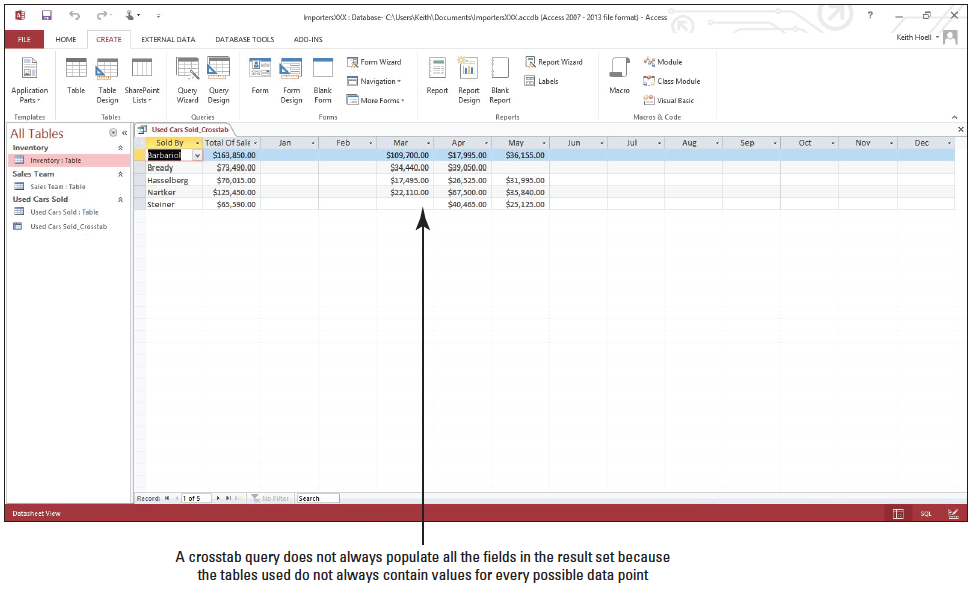 ImportersXXX : Database- C:\Users\Keith\Documents\ImportersXXX.accdb (Access 2007 - 2013 file format) - Access
FILE HOME CREATE EXTERNAL DATA DATABASE TOOLS ADD-INS
Keith Hoell
Application Parts
Table
Table Design
SharePoint Lists
Query Wizard
Query Design
Form
Form Design
Blank Form
Form Wizard
Navigation
More Forms
Report
Report Design
Blank Report
Report Wizard
Labels
Macro
Module
Class Module
Visual Basic
Templates Tables Queries Forms Reports Macros & Code
All Tables
Inventory
Inventory : Table
Sales Team
Sales Team : Table
Used Cars Sold
Used Cars Sold : Table
Used Cars Sold_Crosstab
Used Cars Sold_Crosstab
Sold By Total Of Sale Jan Feb Mar Apr May Jun Jul Aug Sep Oct Nov Dec
Barbariol $163,850.00 $109,700.00 $17,995.00 $36,155.00
Bready $73,490.00 $34,440.00 $39,050.00
Hasselberg $76,015.00 $17,495.00 $26,525.00 $31,995.00
Nartker $125,450.00 $22,110.00 $67,500.00 $35,840.00
Steiner $65,590.00 $40,465.00 $25,125.00
Record: 1 of 5 No Filter Search
Datasheet View SQL
A crosstab query does not always populate all the fields in the result set because
the tables used do not always contain values for every possible data point